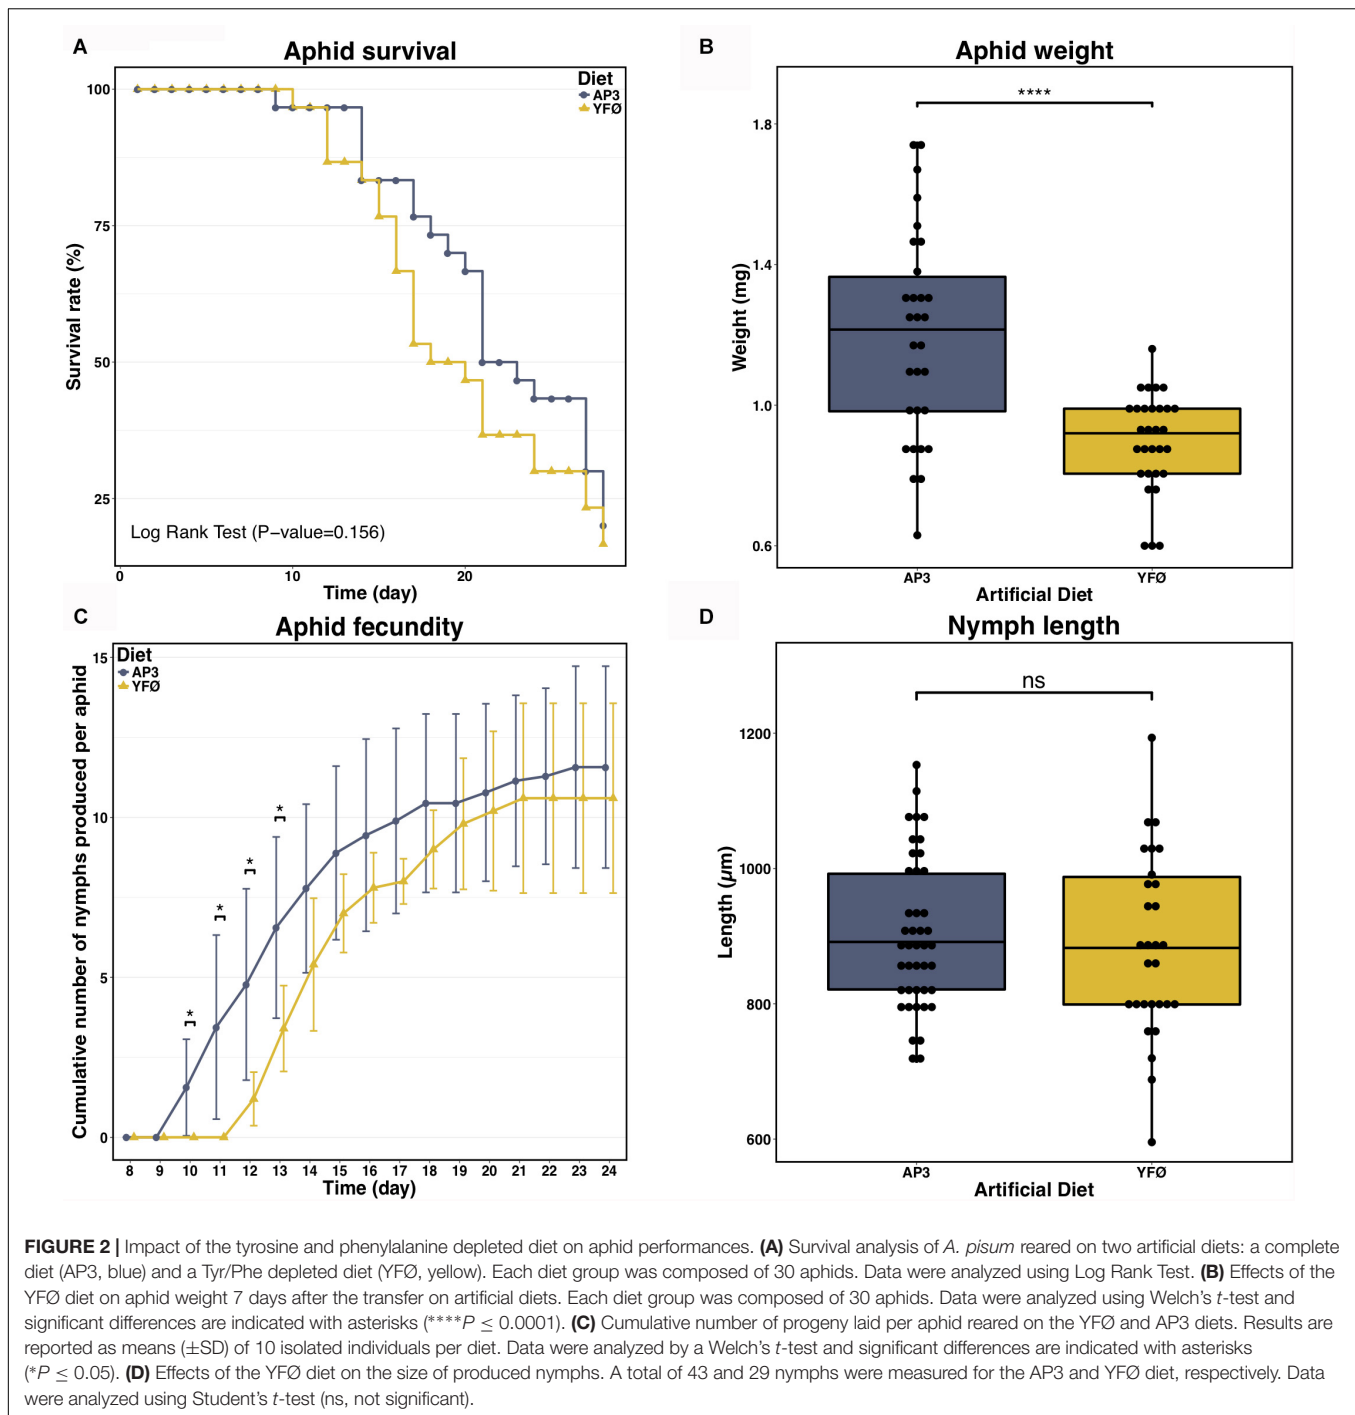 A
Aphid survival
Diet
AP3
YFØ
100
75
50
25
Survival rate (%)
Log Rank Test (P−value=0.156)
0
10
20
Time (day)
B
Aphid weight
****
1.8
1.4
1.0
0.6
Weight (mg)
AP3
YFØ
Artificial Diet
C
Aphid fecundity
Diet
AP3
YFØ
15
10
5
0
Cumulative number of nymphs produced per aphid
*
*
*
*
8 9 10 11 12 13 14 15 16 17 18 19 20 21 22 23 24
Time (day)
D
Nymph length
ns
1200
1000
800
600
Length (µm)
AP3
YFØ
Artificial Diet
FIGURE 2 | Impact of the tyrosine and phenylalanine depleted diet on aphid performances. (A) Survival analysis of A. pisum reared on two artificial diets: a complete
diet (AP3, blue) and a Tyr/Phe depleted diet (YFØ, yellow). Each diet group was composed of 30 aphids. Data were analyzed using Log Rank Test. (B) Effects of the
YFØ diet on aphid weight 7 days after the transfer on artificial diets. Each diet group was composed of 30 aphids. Data were analyzed using Welch's t-test and
significant differences are indicated with asterisks (****P ≤ 0.0001). (C) Cumulative number of progeny laid per aphid reared on the YFØ and AP3 diets. Results are
reported as means (±SD) of 10 isolated individuals per diet. Data were analyzed by a Welch's t-test and significant differences are indicated with asterisks
(*P ≤ 0.05). (D) Effects of the YFØ diet on the size of produced nymphs. A total of 43 and 29 nymphs were measured for the AP3 and YFØ diet, respectively. Data
were analyzed using Student's t-test (ns, not significant).